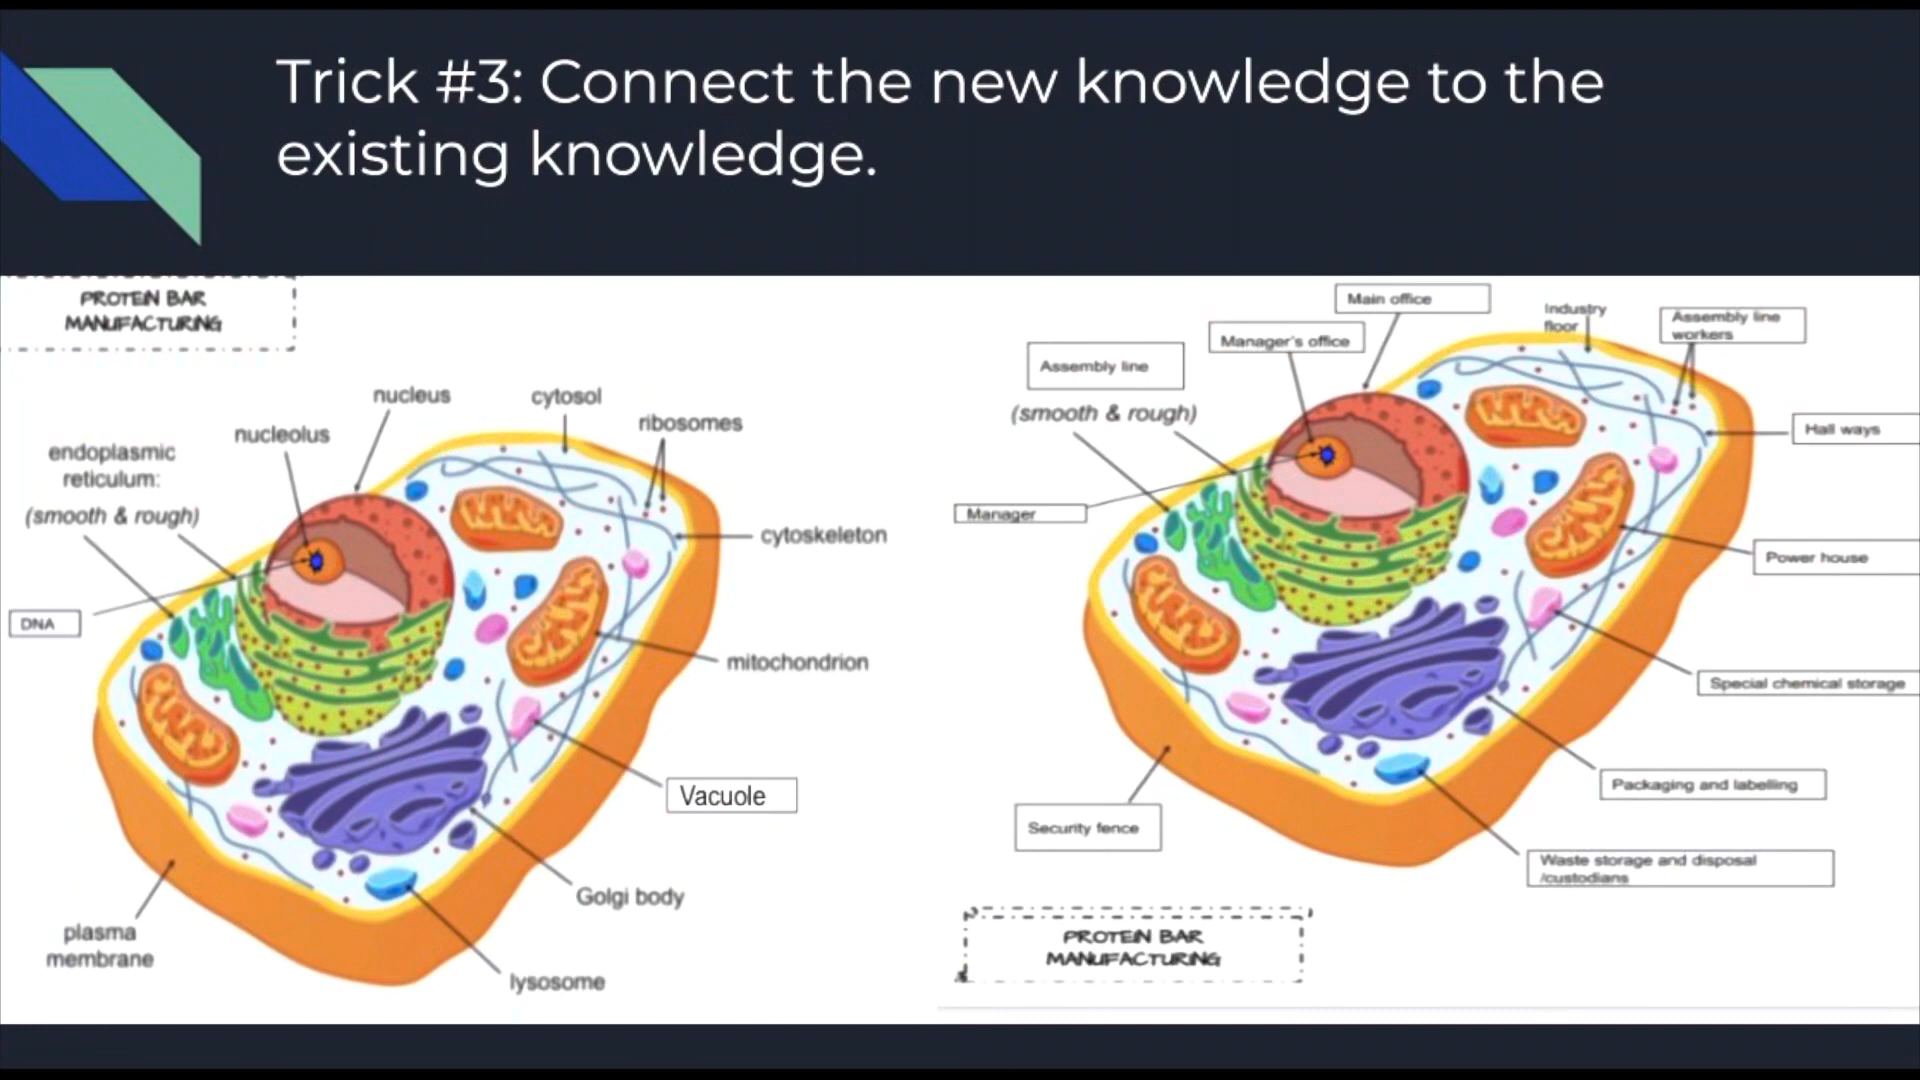 Trick #3: Connect the new knowledge to the
existing knowledge.
PROTEIN BAR
MANUFACTURING
nucleus
cytosol
ribosomes
nucleolus
endoplasmic
reticulum:
(smooth & rough)
cytoskeleton
DNA
mitochondrion
Vacuole
Golgi body
plasma
membrane
lysosome
Main office
Industry
floor
Assembly line
workers
Manager's office
Assembly line
(smooth & rough)
Hall ways
Manager
Power house
Special chemical storage
Packaging and labelling
Security fence
Waste storage and disposal
/custodians
PROTEIN BAR
MANUFACTURING